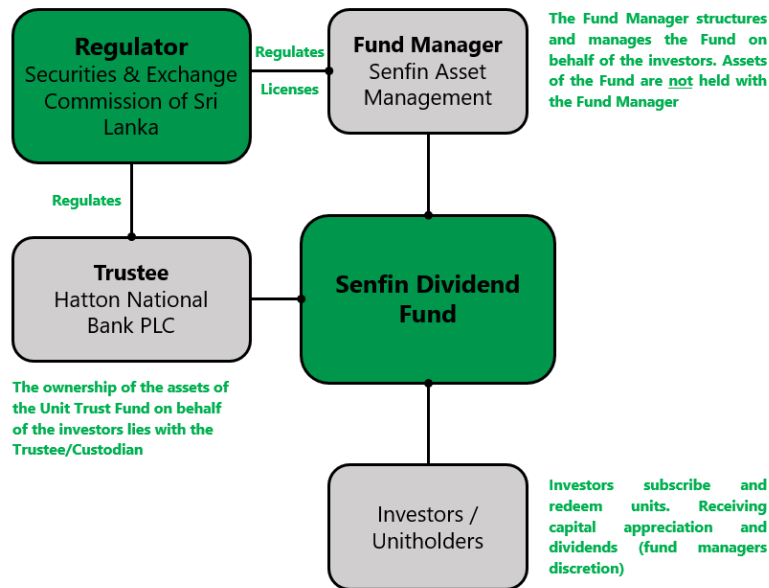 Regulator
Securities & Exchange
Commission of Sri
Lanka
Regulates
Licenses
Fund Manager
Senfin Asset
Management
The Fund Manager structures
and manages the Fund on
behalf of the investors. Assets
of the Fund are not held with
the Fund Manager
Regulates
Trustee
Hatton National
Bank PLC
Senfin Dividend
Fund
The ownership of the assets of
the Unit Trust Fund on behalf
of the investors lies with the
Trustee/Custodian
Investors /
Unitholders
Investors subscribe and
redeem units. Receiving
capital appreciation and
dividends (fund managers
discretion)